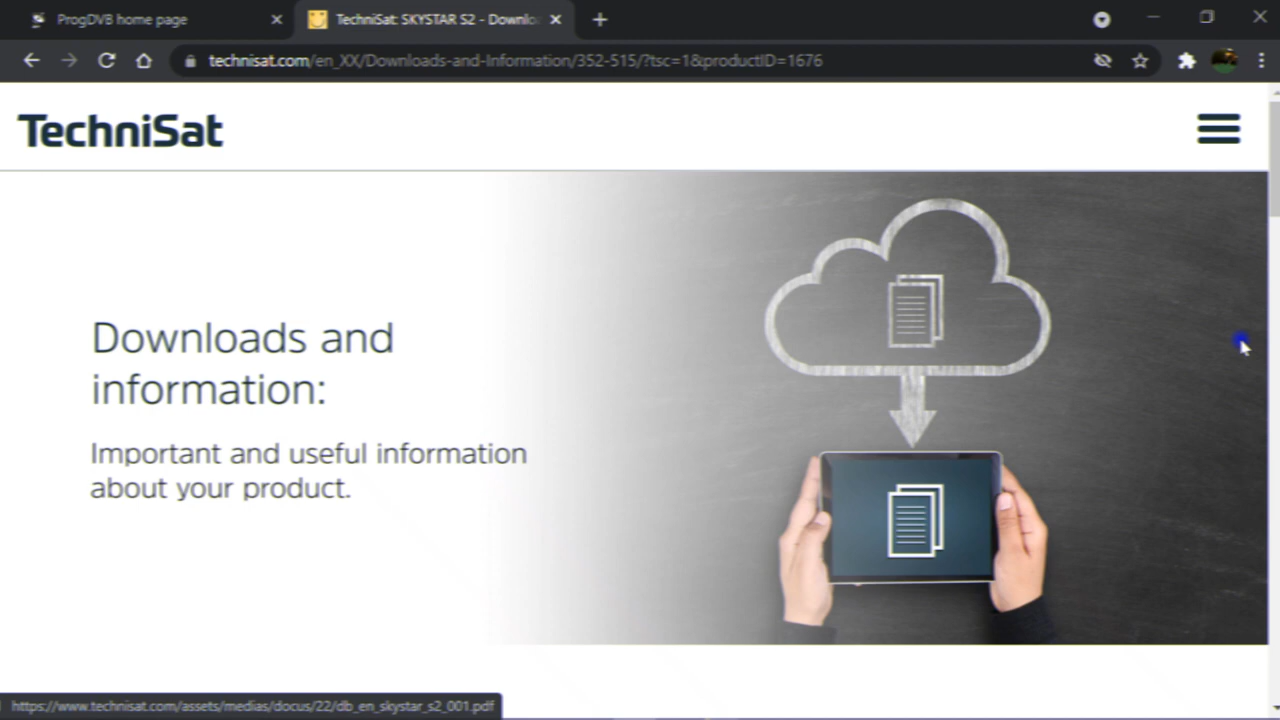 ProgDVB home page
TechniSat: SKYSTAR S2 - Downlo
technisat.com/en_XX/Downloads-and-Information/352-515/?tsc=1&productID=1676
TechniSat
Downloads and
information:
Important and useful information
about your product.
https://www.technisat.com/assets/medias/docus/22/db_en_skystar_s2_001.pdf